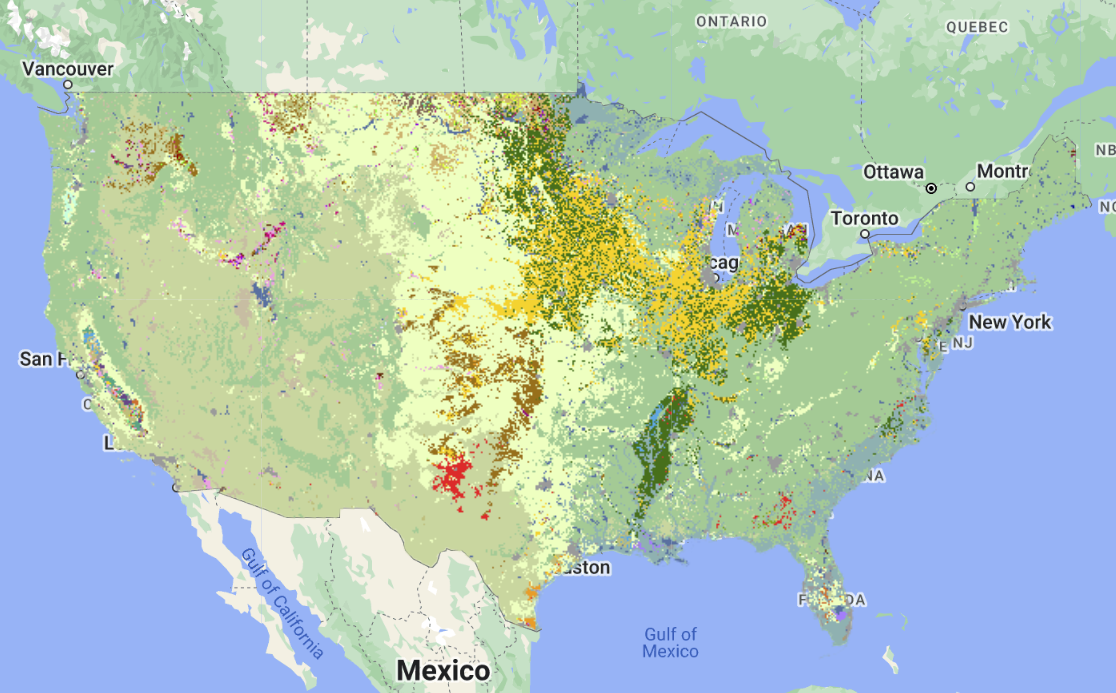 ONTARIO
QUEBEC
Vancouver
NB
Ottawa
Montr
Toronto
cag
New York
NJ
San F
L
NA
ston
F
DA
Gulf of California
Gulf of
Mexico
Mexico